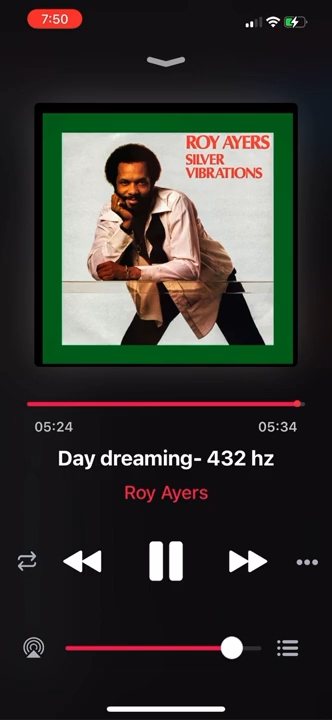 7:50
ROY AYERS
SILVER
VIBRATIONS
05:24
05:34
Day dreaming- 432 hz
Roy Ayers